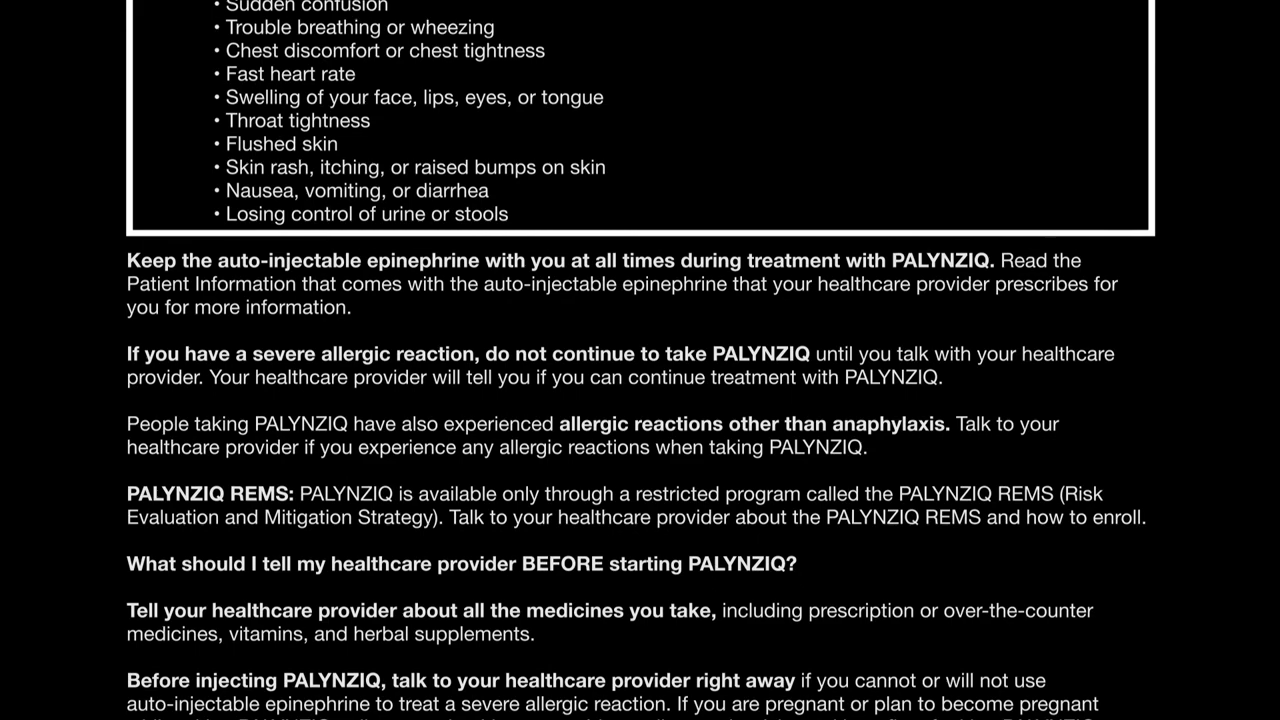 • Sudden confusion
• Trouble breathing or wheezing
• Chest discomfort or chest tightness
• Fast heart rate
• Swelling of your face, lips, eyes, or tongue
• Throat tightness
• Flushed skin
• Skin rash, itching, or raised bumps on skin
• Nausea, vomiting, or diarrhea
• Losing control of urine or stools
Keep the auto-injectable epinephrine with you at all times during treatment with PALYNZIQ. Read the
Patient Information that comes with the auto-injectable epinephrine that your healthcare provider prescribes for
you for more information.
If you have a severe allergic reaction, do not continue to take PALYNZIQ until you talk with your healthcare
provider. Your healthcare provider will tell you if you can continue treatment with PALYNZIQ.
People taking PALYNZIQ have also experienced allergic reactions other than anaphylaxis. Talk to your
healthcare provider if you experience any allergic reactions when taking PALYNZIQ.
PALYNZIQ REMS: PALYNZIQ is available only through a restricted program called the PALYNZIQ REMS (Risk
Evaluation and Mitigation Strategy). Talk to your healthcare provider about the PALYNZIQ REMS and how to enroll.
What should I tell my healthcare provider BEFORE starting PALYNZIQ?
Tell your healthcare provider about all the medicines you take, including prescription or over-the-counter
medicines, vitamins, and herbal supplements.
Before injecting PALYNZIQ, talk to your healthcare provider right away if you cannot or will not use
auto-injectable epinephrine to treat a severe allergic reaction. If you are pregnant or plan to become pregnant